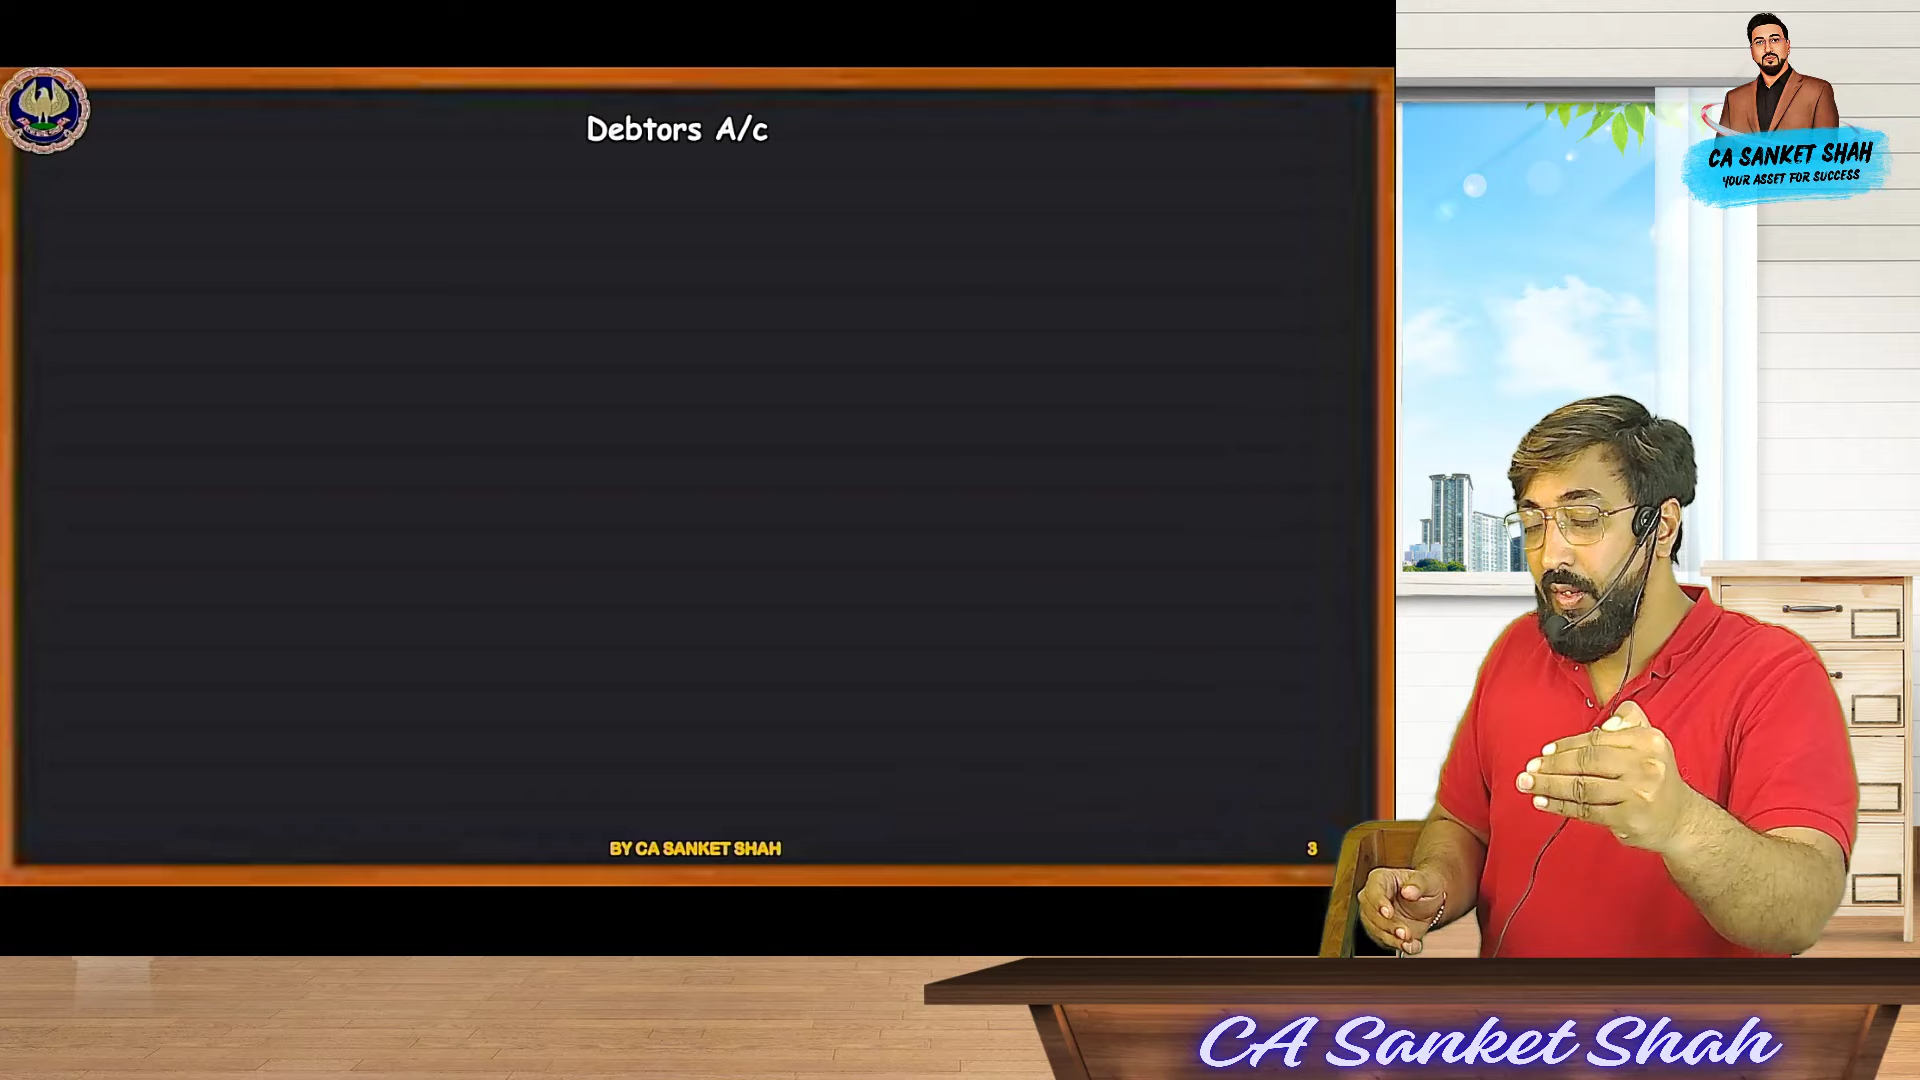 Debtors A/c
BY CA SANKET SHAH
3
CA SANKET SHAH
YOUR ASSET FOR SUCCESS
CA Sanket Shah